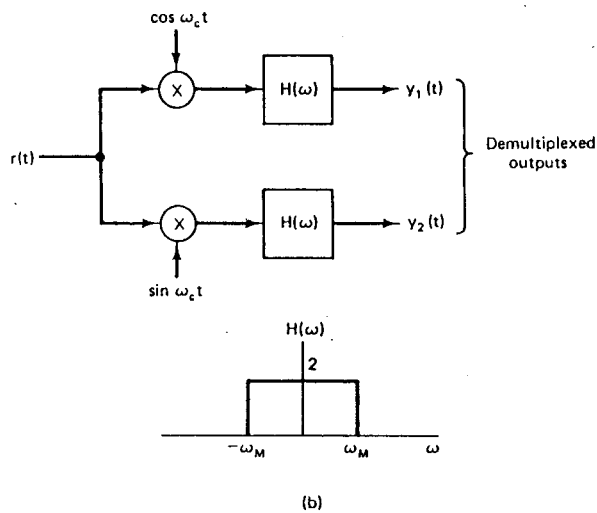 cos ω_c t
X
H(ω)
y₁ (t)
r(t)
Demultiplexed
outputs
X
H(ω)
y₂ (t)
sin ω_c t
H(ω)
2
-ω_M
ω_M
ω
(b)